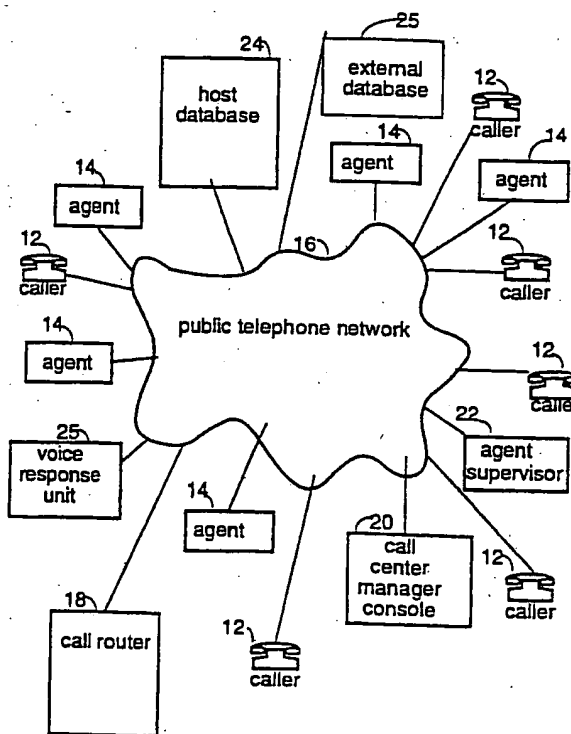 25
24
external
database
host
database
12
caller
14
agent
14
agent
14
agent
12
caller
16
12
caller
public telephone network
14
agent
12
caller
22
agent
supervisor
25
voice
response
unit
14
agent
20
call
center
manager
console
12
caller
18
call router
12
caller